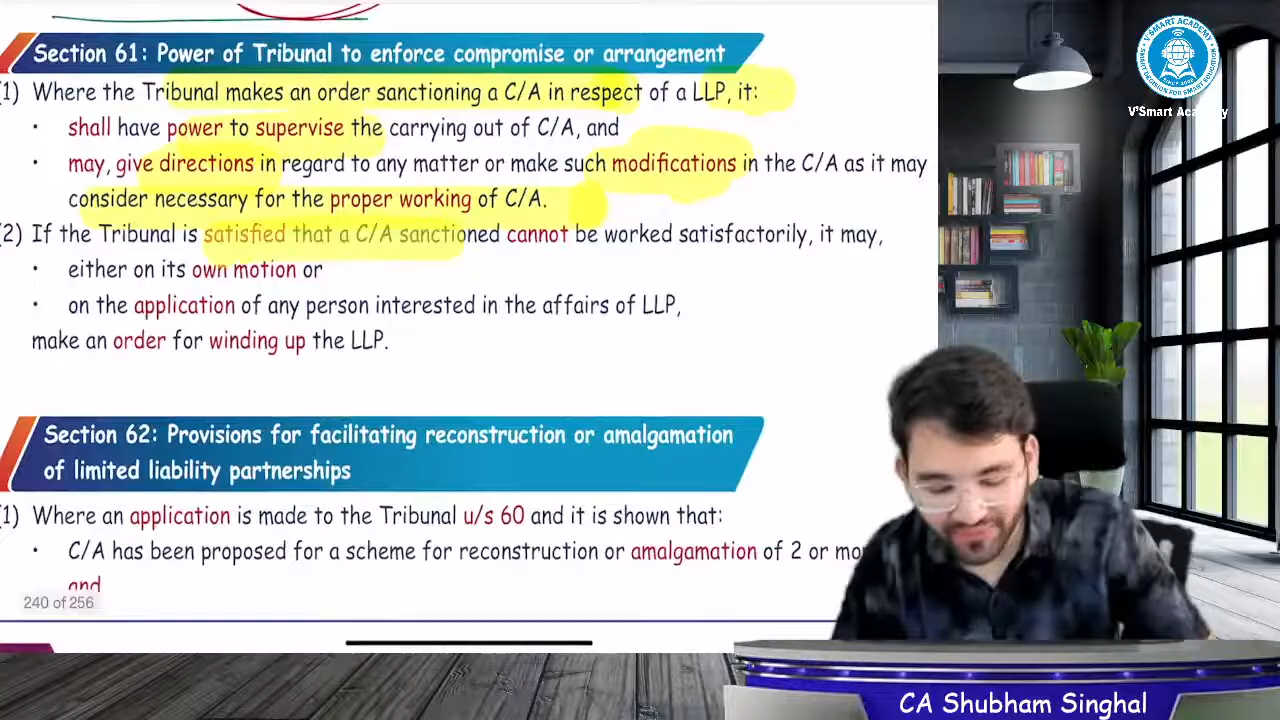 Section 61: Power of Tribunal to enforce compromise or arrangement
1) Where the Tribunal makes an order sanctioning a C/A in respect of a LLP, it:
• shall have power to supervise the carrying out of C/A, and
• may, give directions in regard to any matter or make such modifications in the C/A as it may
consider necessary for the proper working of C/A.
(2) If the Tribunal is satisfied that a C/A sanctioned cannot be worked satisfactorily, it may,
• either on its own motion or
• on the application of any person interested in the affairs of LLP,
make an order for winding up the LLP.
Section 62: Provisions for facilitating reconstruction or amalgamation
of limited liability partnerships
1) Where an application is made to the Tribunal u/s 60 and it is shown that:
• C/A has been proposed for a scheme for reconstruction or amalgamation of 2 or
and
240 of 256
V'SMART ACADEMY
V'Smart Academy
CA Shubham Singhal